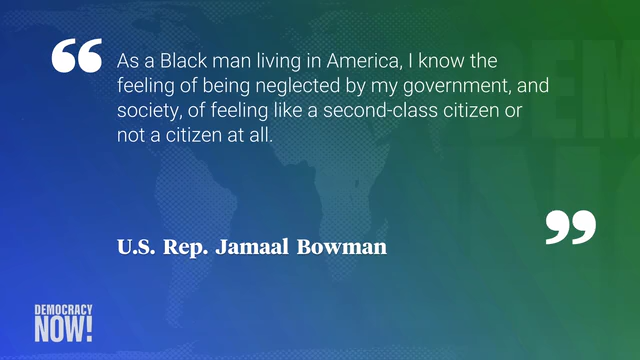 “
As a Black man living in America, I know the
feeling of being neglected by my government, and
society, of feeling like a second-class citizen or
not a citizen at all.
”
U.S. Rep. Jamaal Bowman
DEMOCRACY
NOW!